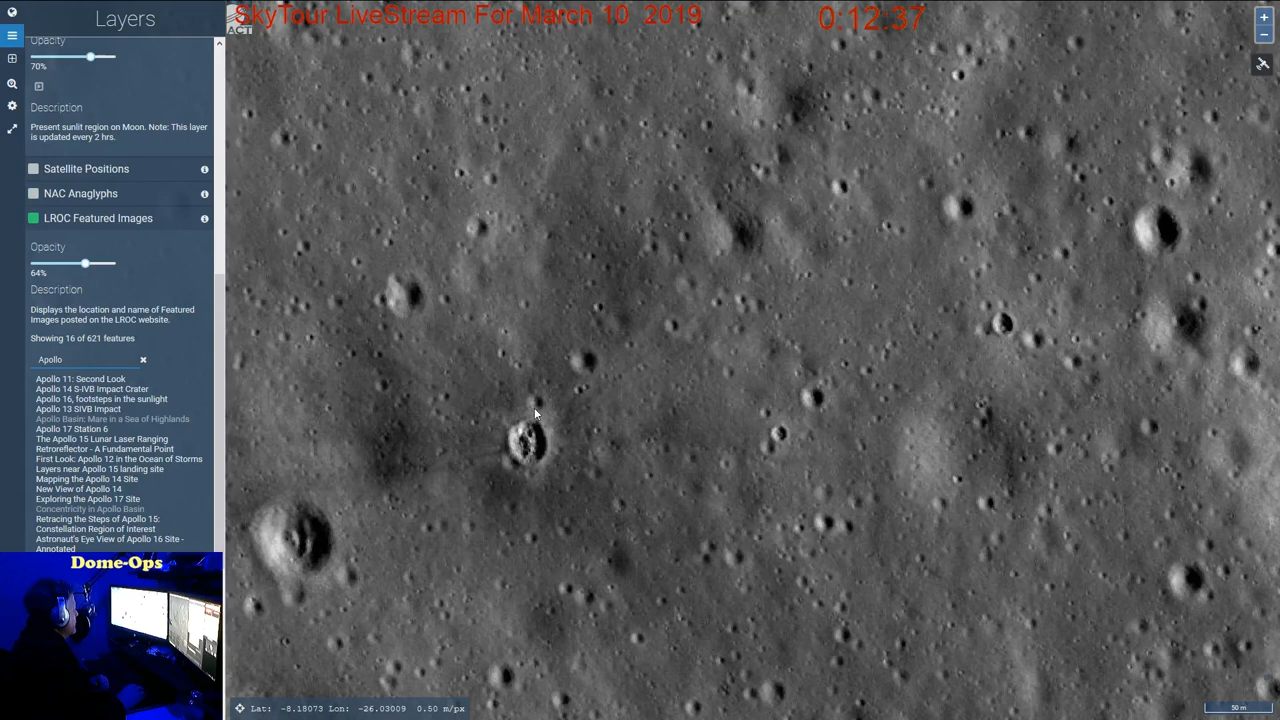 SkyTour LiveStream For March 10 2019
0:12:37
ACT
Layers
Opacity
70%
Description
Present sunlit region on Moon. Note: This layer
is updated every 2 hrs.
Satellite Positions
NAC Anaglyphs
LROC Featured Images
Opacity
64%
Description
Displays the location and name of Featured
Images posted on the LROC website.
Showing 16 of 621 features
Apollo
Apollo 11: Second Look
Apollo 14 S-IVB Impact Crater
Apollo 16, footsteps in the sunlight
Apollo 13 SIVB Impact
Apollo Basin: Mare in a Sea of Highlands
Apollo 17 Station 6
The Apollo 15 Lunar Laser Ranging
Retroreflector - A Fundamental Point
First Look: Apollo 12 in the Ocean of Storms
Layers near Apollo 15 landing site
Mapping the Apollo 14 Site
New View of Apollo 14
Exploring the Apollo 17 Site
Concentricity in Apollo Basin
Retracing the Steps of Apollo 15:
Constellation Region of Interest
Astronaut's Eye View of Apollo 16 Site -
Annotated
Dome-Ops
Lat: -8.18073 Lon: -26.03009 0.50 m/px
50 m